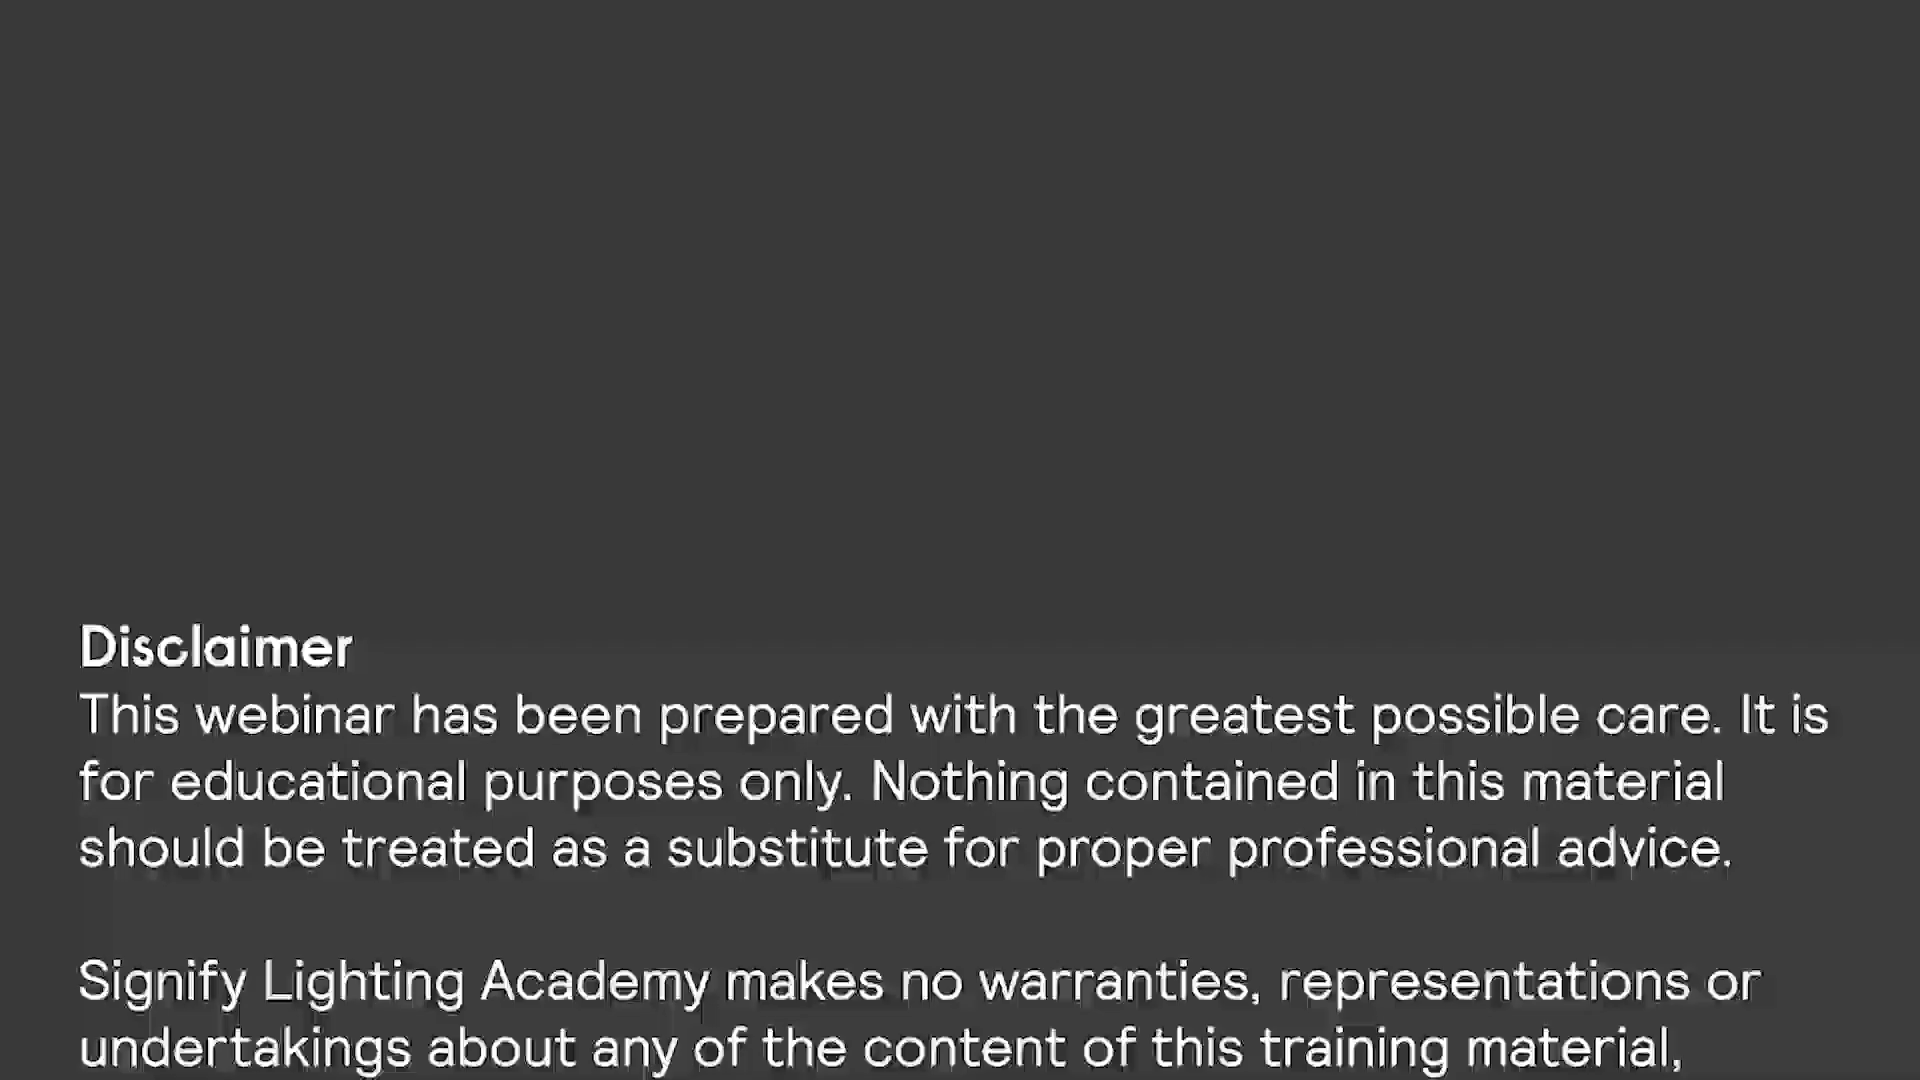 Disclaimer
This webinar has been prepared with the greatest possible care. It is
for educational purposes only. Nothing contained in this material
should be treated as a substitute for proper professional advice.
Signify Lighting Academy makes no warranties, representations or
undertakings about any of the content of this training material,